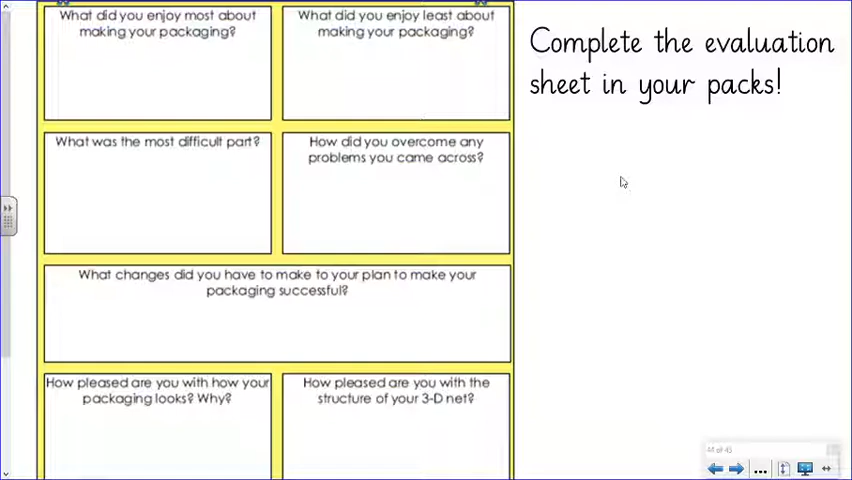 What did you enjoy most about
making your packaging?
What did you enjoy least about
making your packaging?
Complete the evaluation
sheet in your packs!
What was the most difficult part?
How did you overcome any
problems you came across?
What changes did you have to make to your plan to make your
packaging successful?
How pleased are you with how your
packaging looks? Why?
How pleased are you with the
structure of your 3-D net?